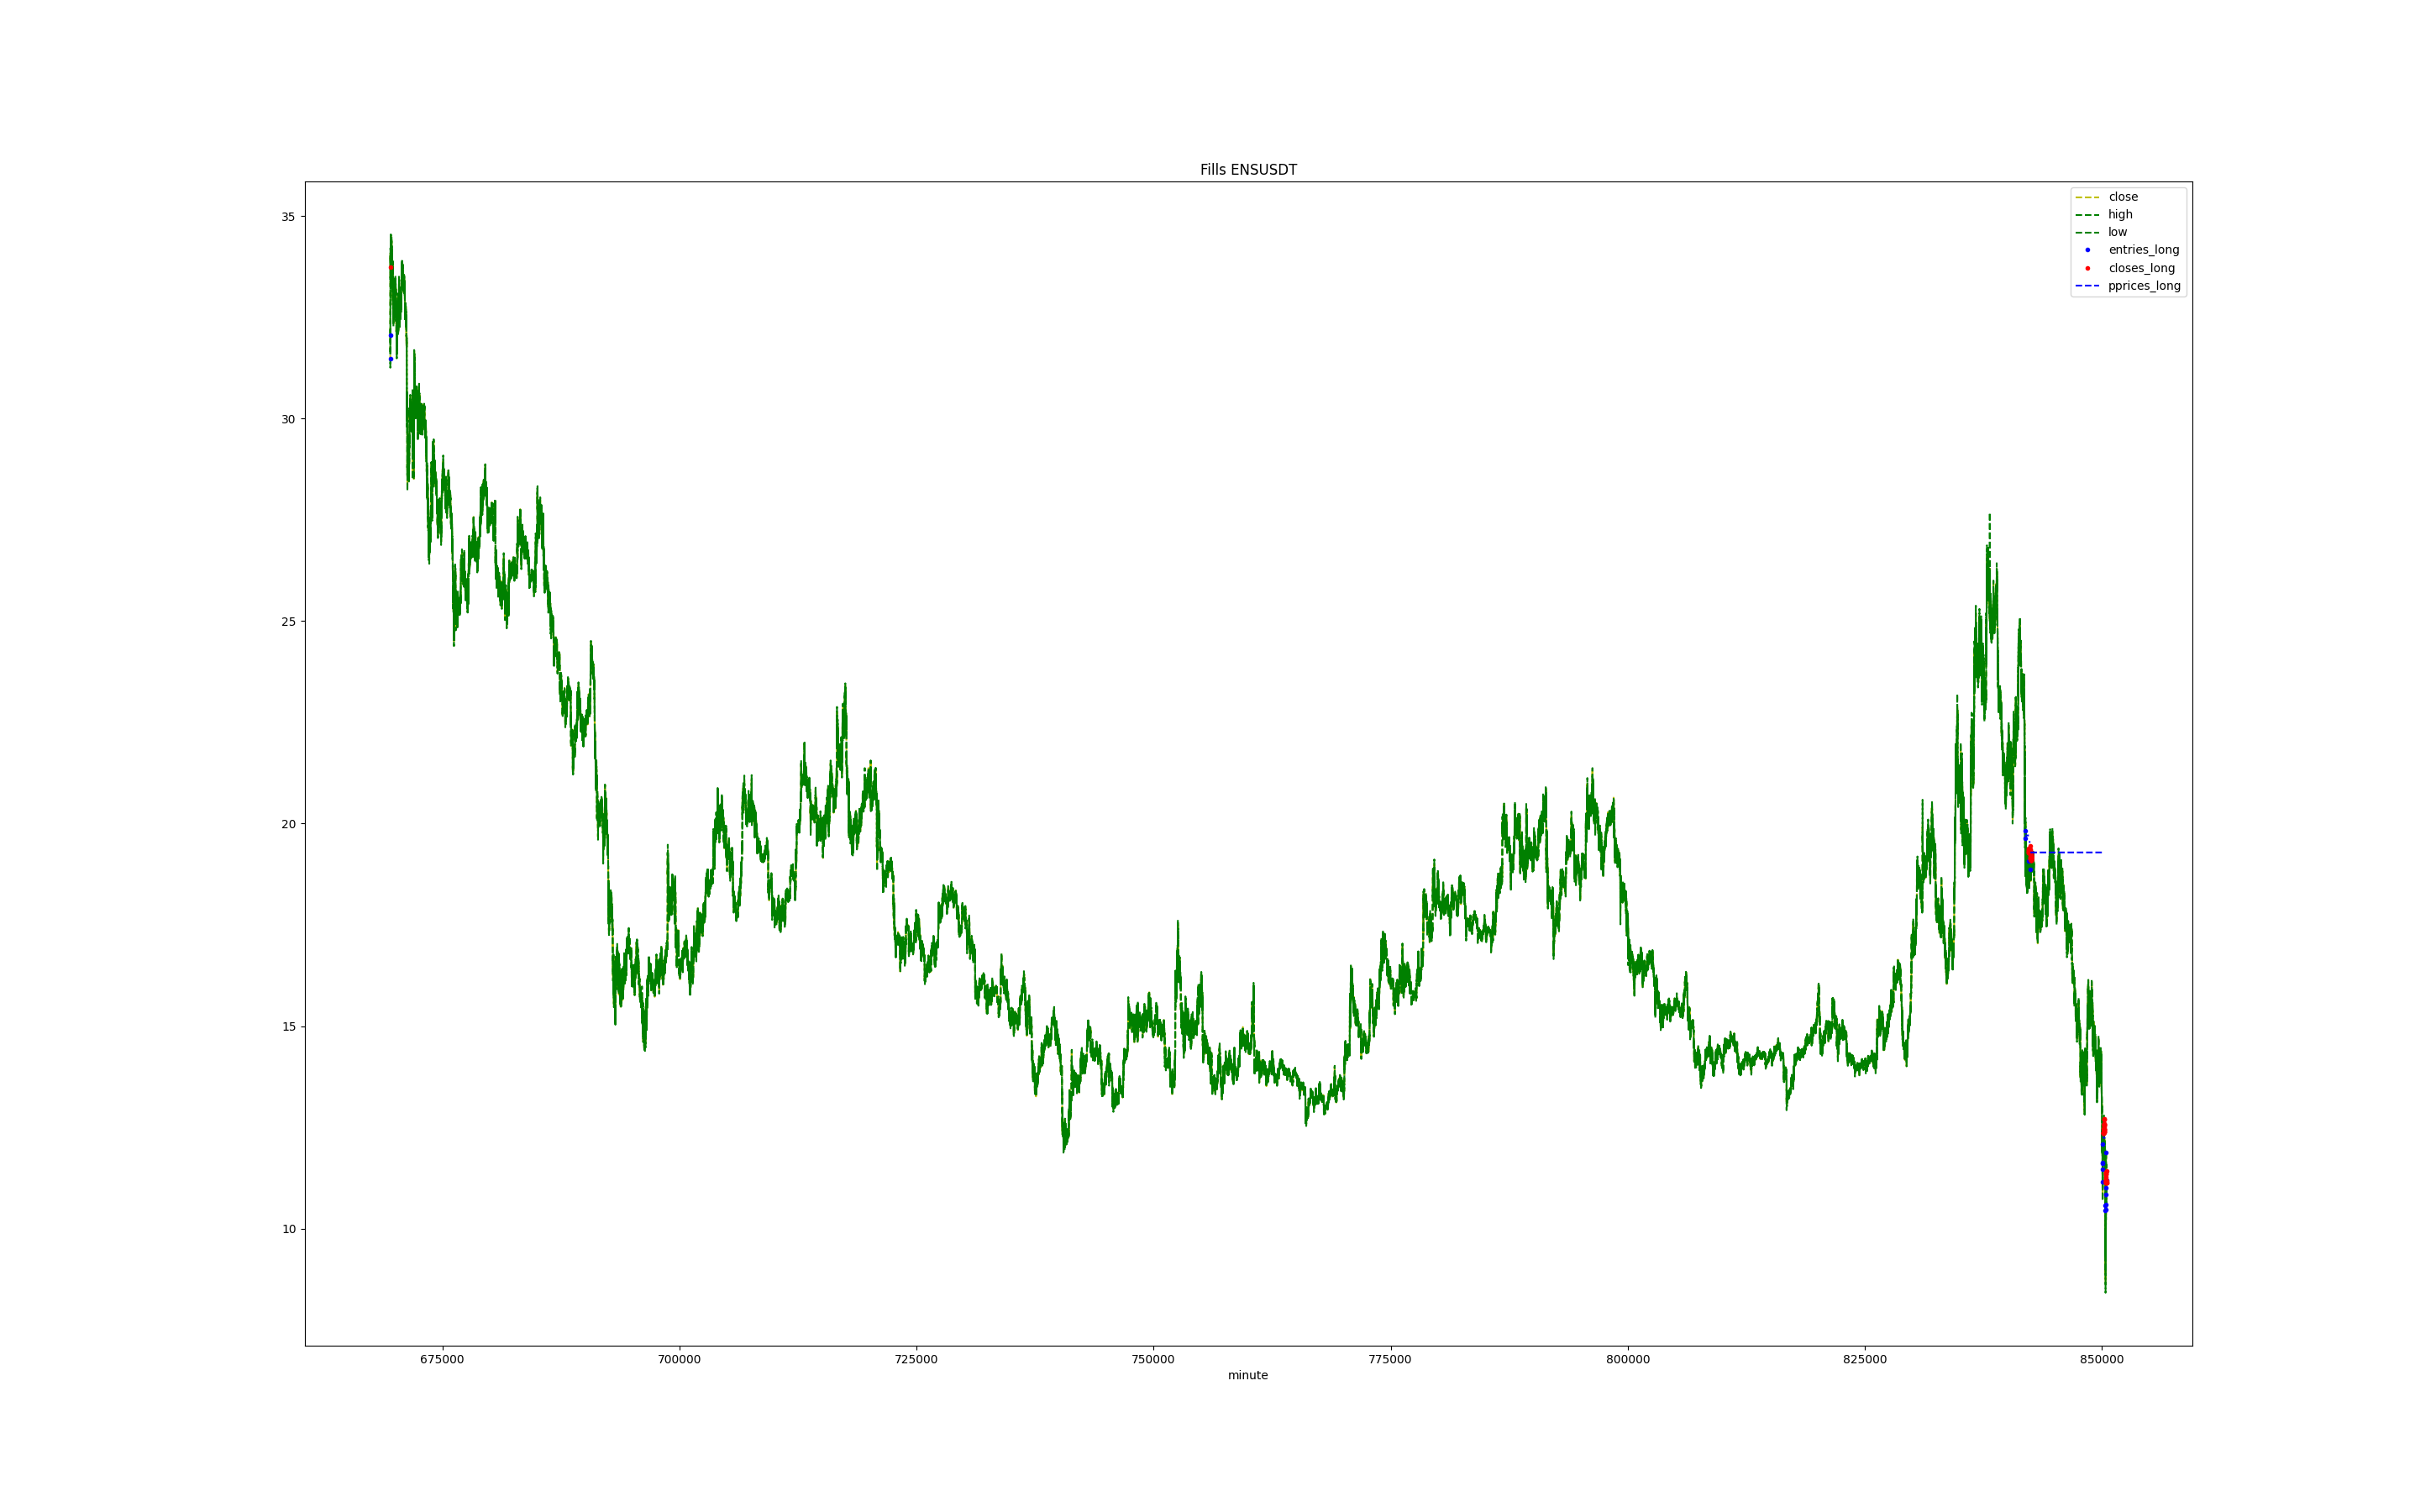 Fills ENSUSDT
close
high
low
entries_long
closes_long
pprices_long
35
30
25
20
15
10
675000 700000 725000 750000 775000 800000 825000 850000
minute